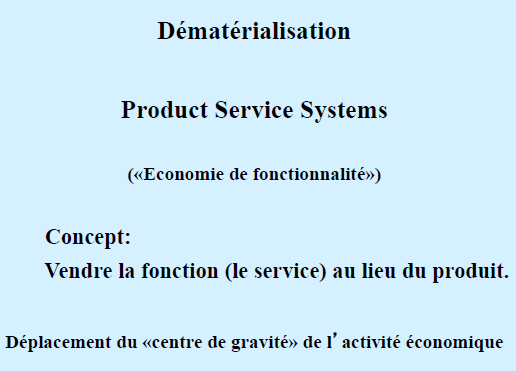 Dématérialisation
Product Service Systems
(«Economie de fonctionnalité»)
Concept:
Vendre la fonction (le service) au lieu du produit.
Déplacement du «centre de gravité» de l’ activité économique